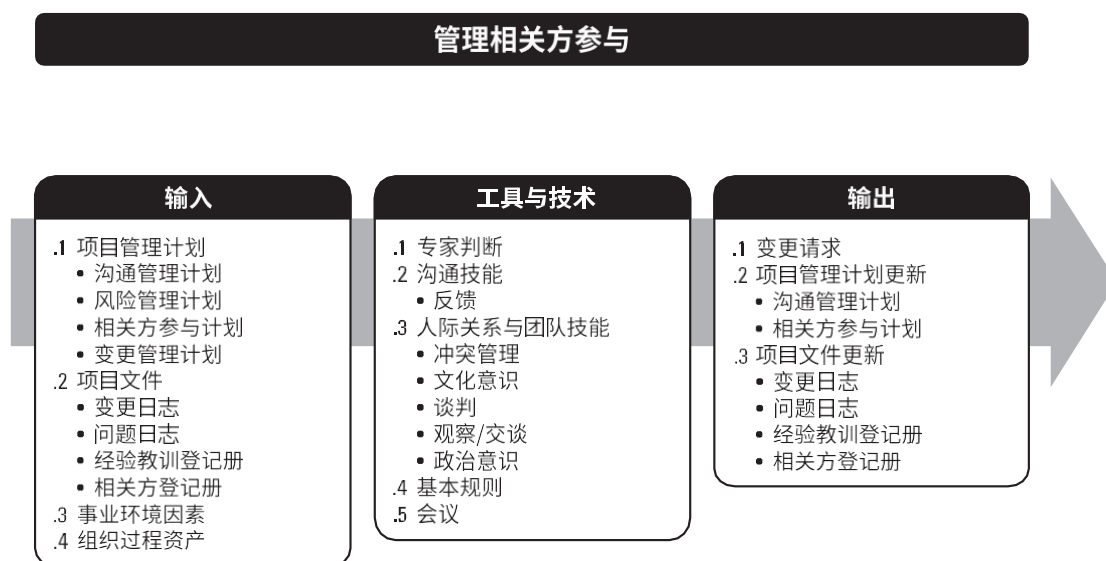 管理相关方参与
输入
.1 项目管理计划
• 沟通管理计划
• 风险管理计划
• 相关方参与计划
• 变更管理计划
.2 项目文件
• 变更日志
• 问题日志
• 经验教训登记册
• 相关方登记册
.3 事业环境因素
.4 组织过程资产
工具与技术
.1 专家判断
.2 沟通技能
• 反馈
.3 人际关系与团队技能
• 冲突管理
• 文化意识
• 谈判
• 观察/交谈
• 政治意识
.4 基本规则
.5 会议
输出
.1 变更请求
.2 项目管理计划更新
• 沟通管理计划
• 相关方参与计划
.3 项目文件更新
• 变更日志
• 问题日志
• 经验教训登记册
• 相关方登记册